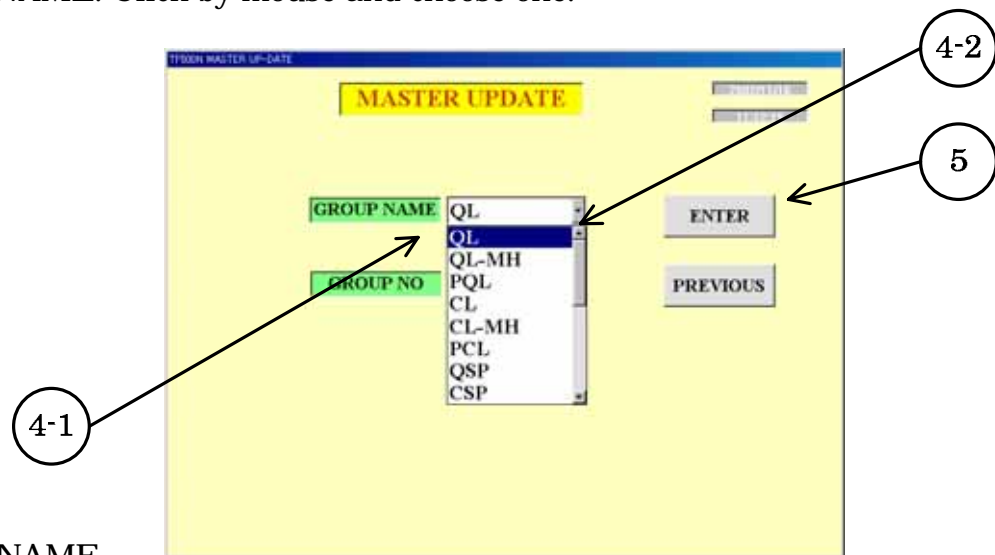 NAME. Click by mouse and choose one.
4-2
MASTER UPDATE
5
GROUP NAME QL ENTER
QL
QL-MH
GROUP NO PQL PREVIOUS
CL
CL-MH
PCL
QSP
CSP
4-1
NAME